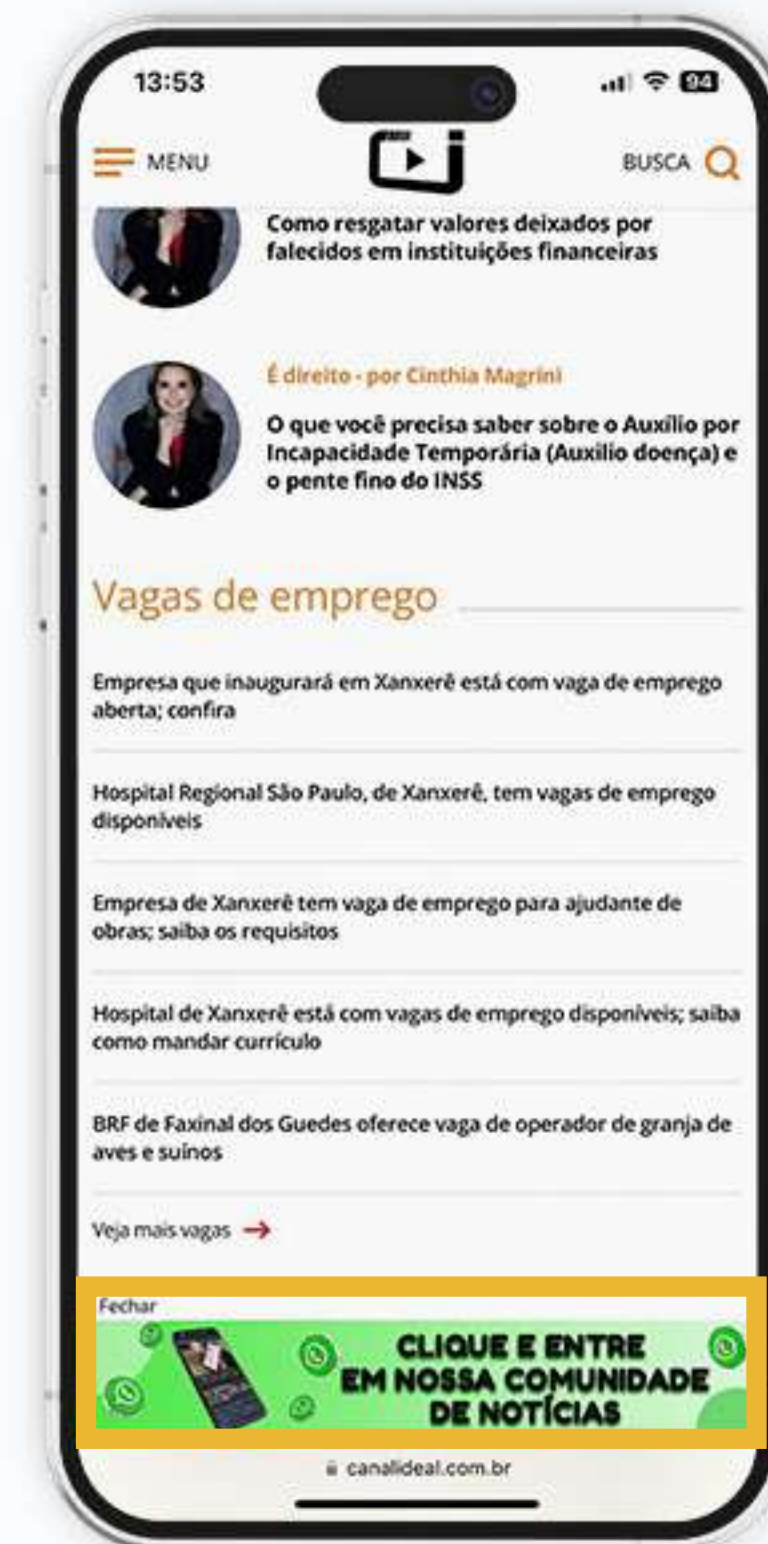 13:53
94
MENU
BUSCA
Como resgatar valores deixados por
falecidos em instituições financeiras
É direito - por Cinthia Magrini
O que você precisa saber sobre o Auxílio por
Incapacidade Temporária (Auxilio doença) e
o pente fino do INSS
Vagas de emprego
Empresa que inaugurará em Xanxerê está com vaga de emprego
aberta; confira
Hospital Regional São Paulo, de Xanxerê, tem vagas de emprego
disponíveis
Empresa de Xanxerê tem vaga de emprego para ajudante de
obras; saiba os requisitos
Hospital de Xanxerê está com vagas de emprego disponíveis; saiba
como mandar currículo
BRF de Faxinal dos Guedes oferece vaga de operador de granja de
aves e suínos
Veja mais vagas
Fechar
CLIQUE E ENTRE
EM NOSSA COMUNIDADE
DE NOTÍCIAS
canalideal.com.br